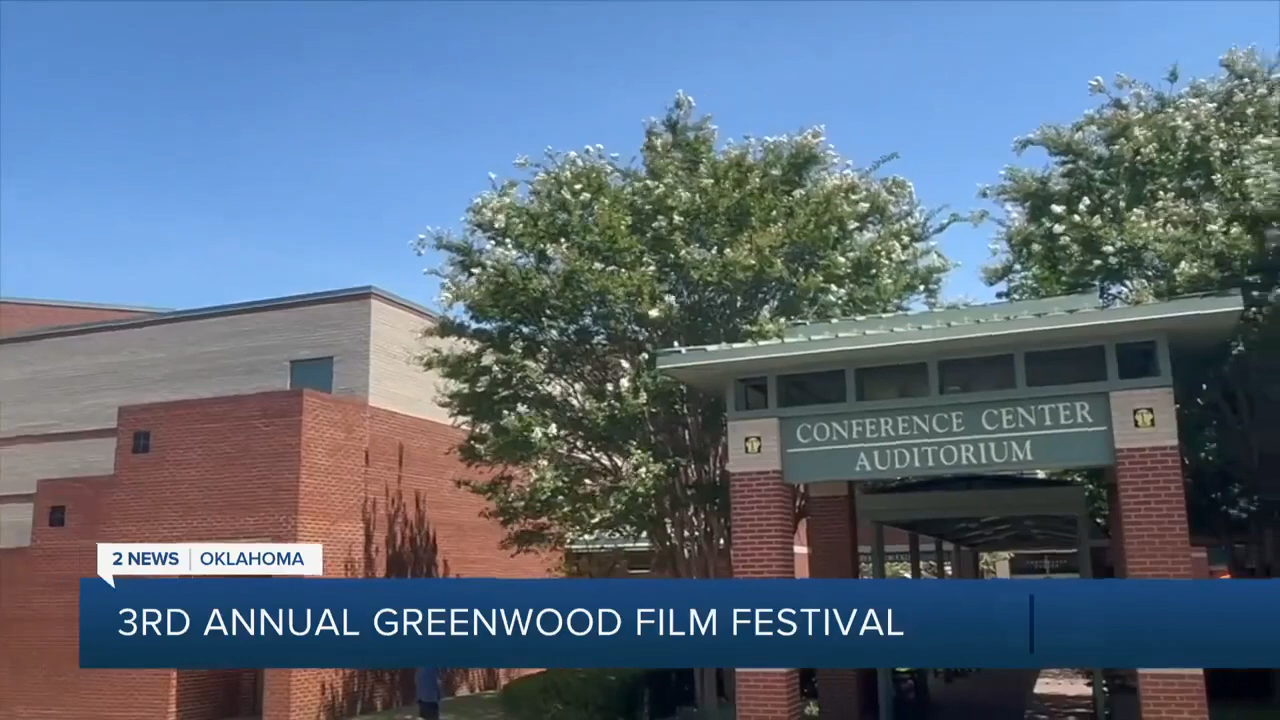 CONFERENCE CENTER
AUDITORIUM
2 NEWS | OKLAHOMA
3RD ANNUAL GREENWOOD FILM FESTIVAL